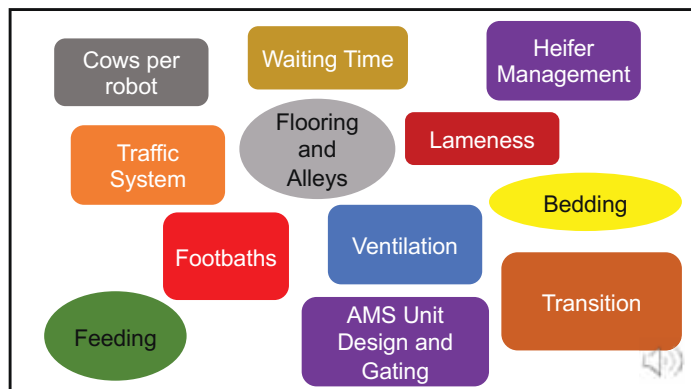 Cows per
robot
Waiting Time
Heifer
Management
Traffic
System
Flooring
and
Alleys
Lameness
Bedding
Footbaths
Ventilation
Transition
Feeding
AMS Unit
Design and
Gating